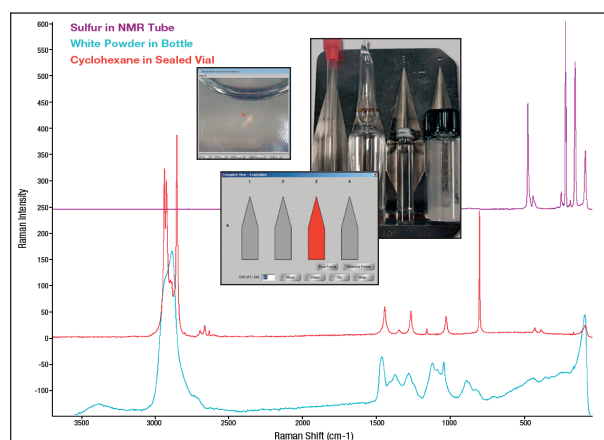 Sulfur in NMR Tube
White Powder in Bottle
Cyclohexane in Sealed Vial
600
550
500
450
400
350
300
250
200
150
100
50
0
-50
-100
Raman Intensity
1 2 3 4
A
3500 3000 2500 2000 1500 1000 500
Raman Shift (cm-1)